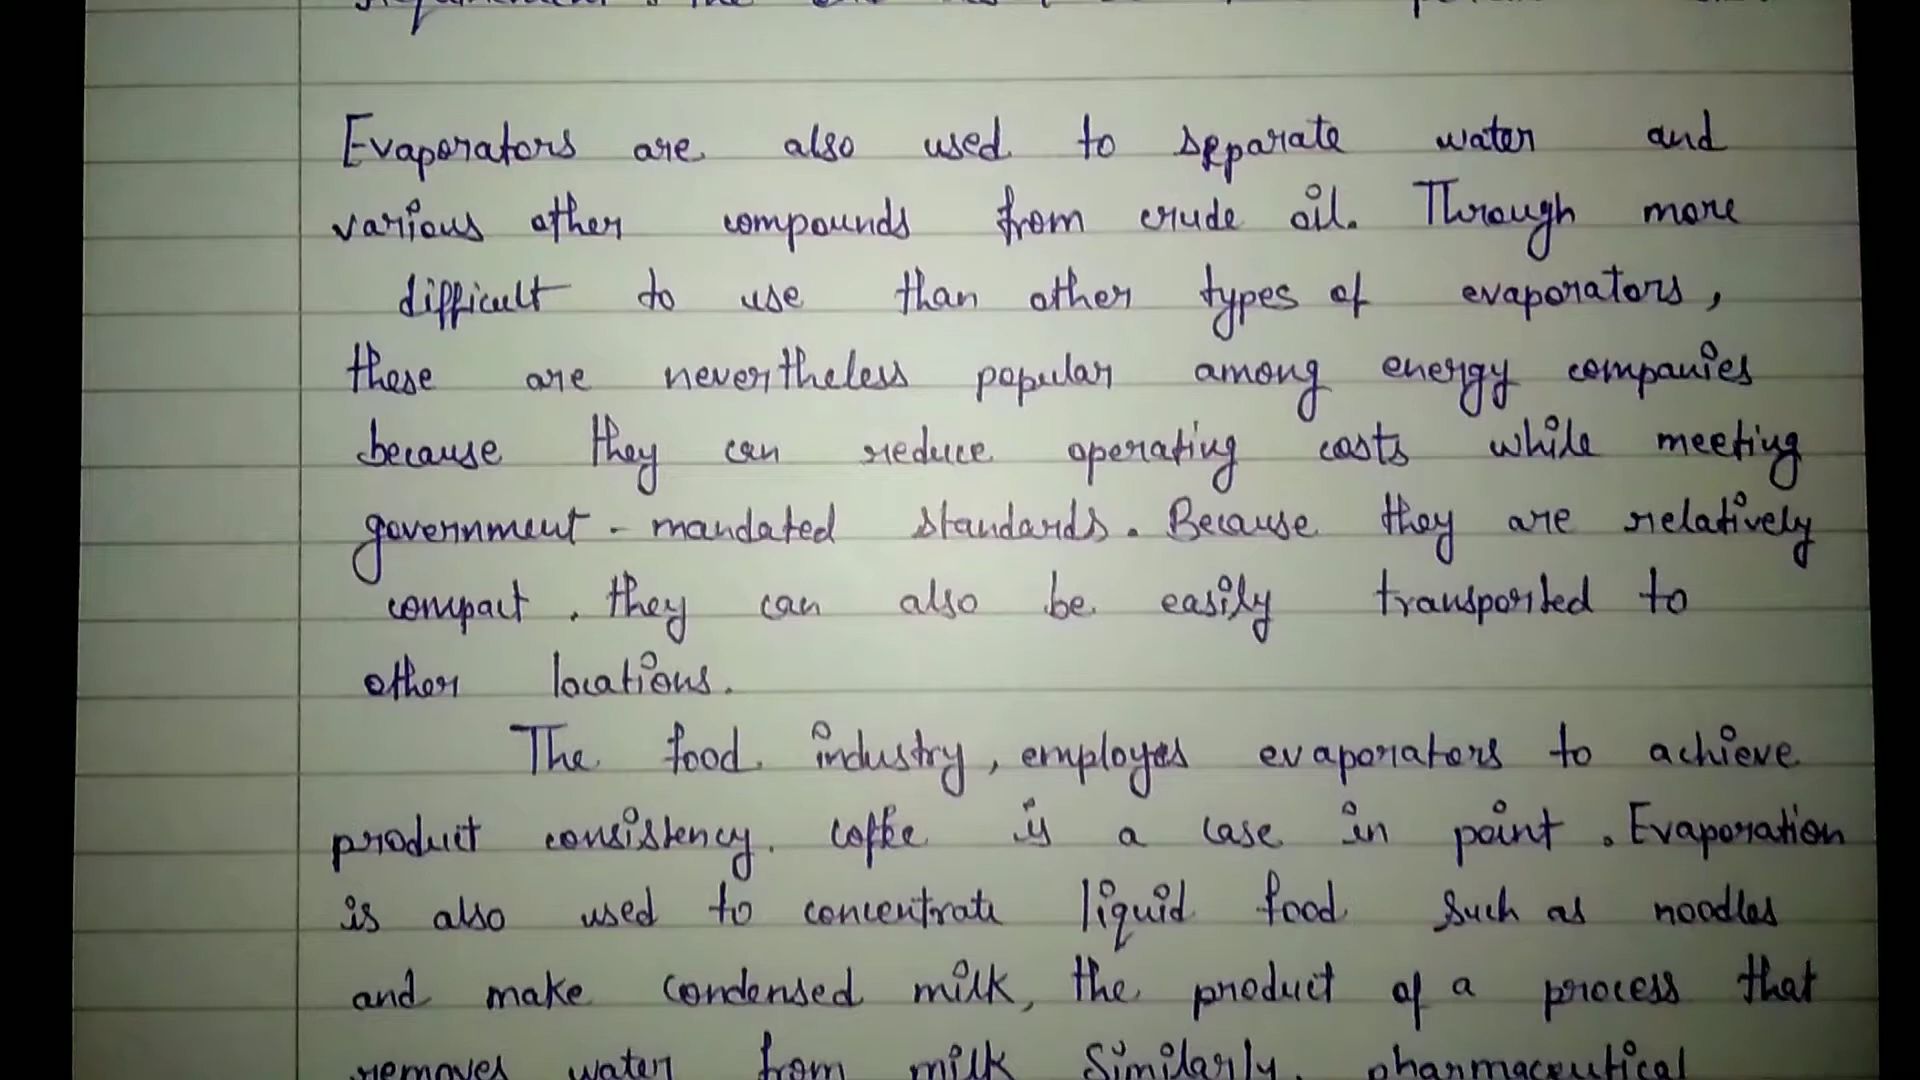 Evaporators are also used to separate water and
various other compounds from crude oil. Through more
difficult to use than other types of evaporators,
these are nevertheless popular among energy companies
because they can reduce operating costs while meeting
government - mandated standards. Because they are relatively
compact, they can also be easily transported to
other locations.
The food industry, employes evaporators to achieve
product consistency. coffee is a case in point. Evaporation
is also used to concentrate liquid food such as noodles
and make condensed milk, the product of a process that
removes water from milk Similarly, pharmaceutical